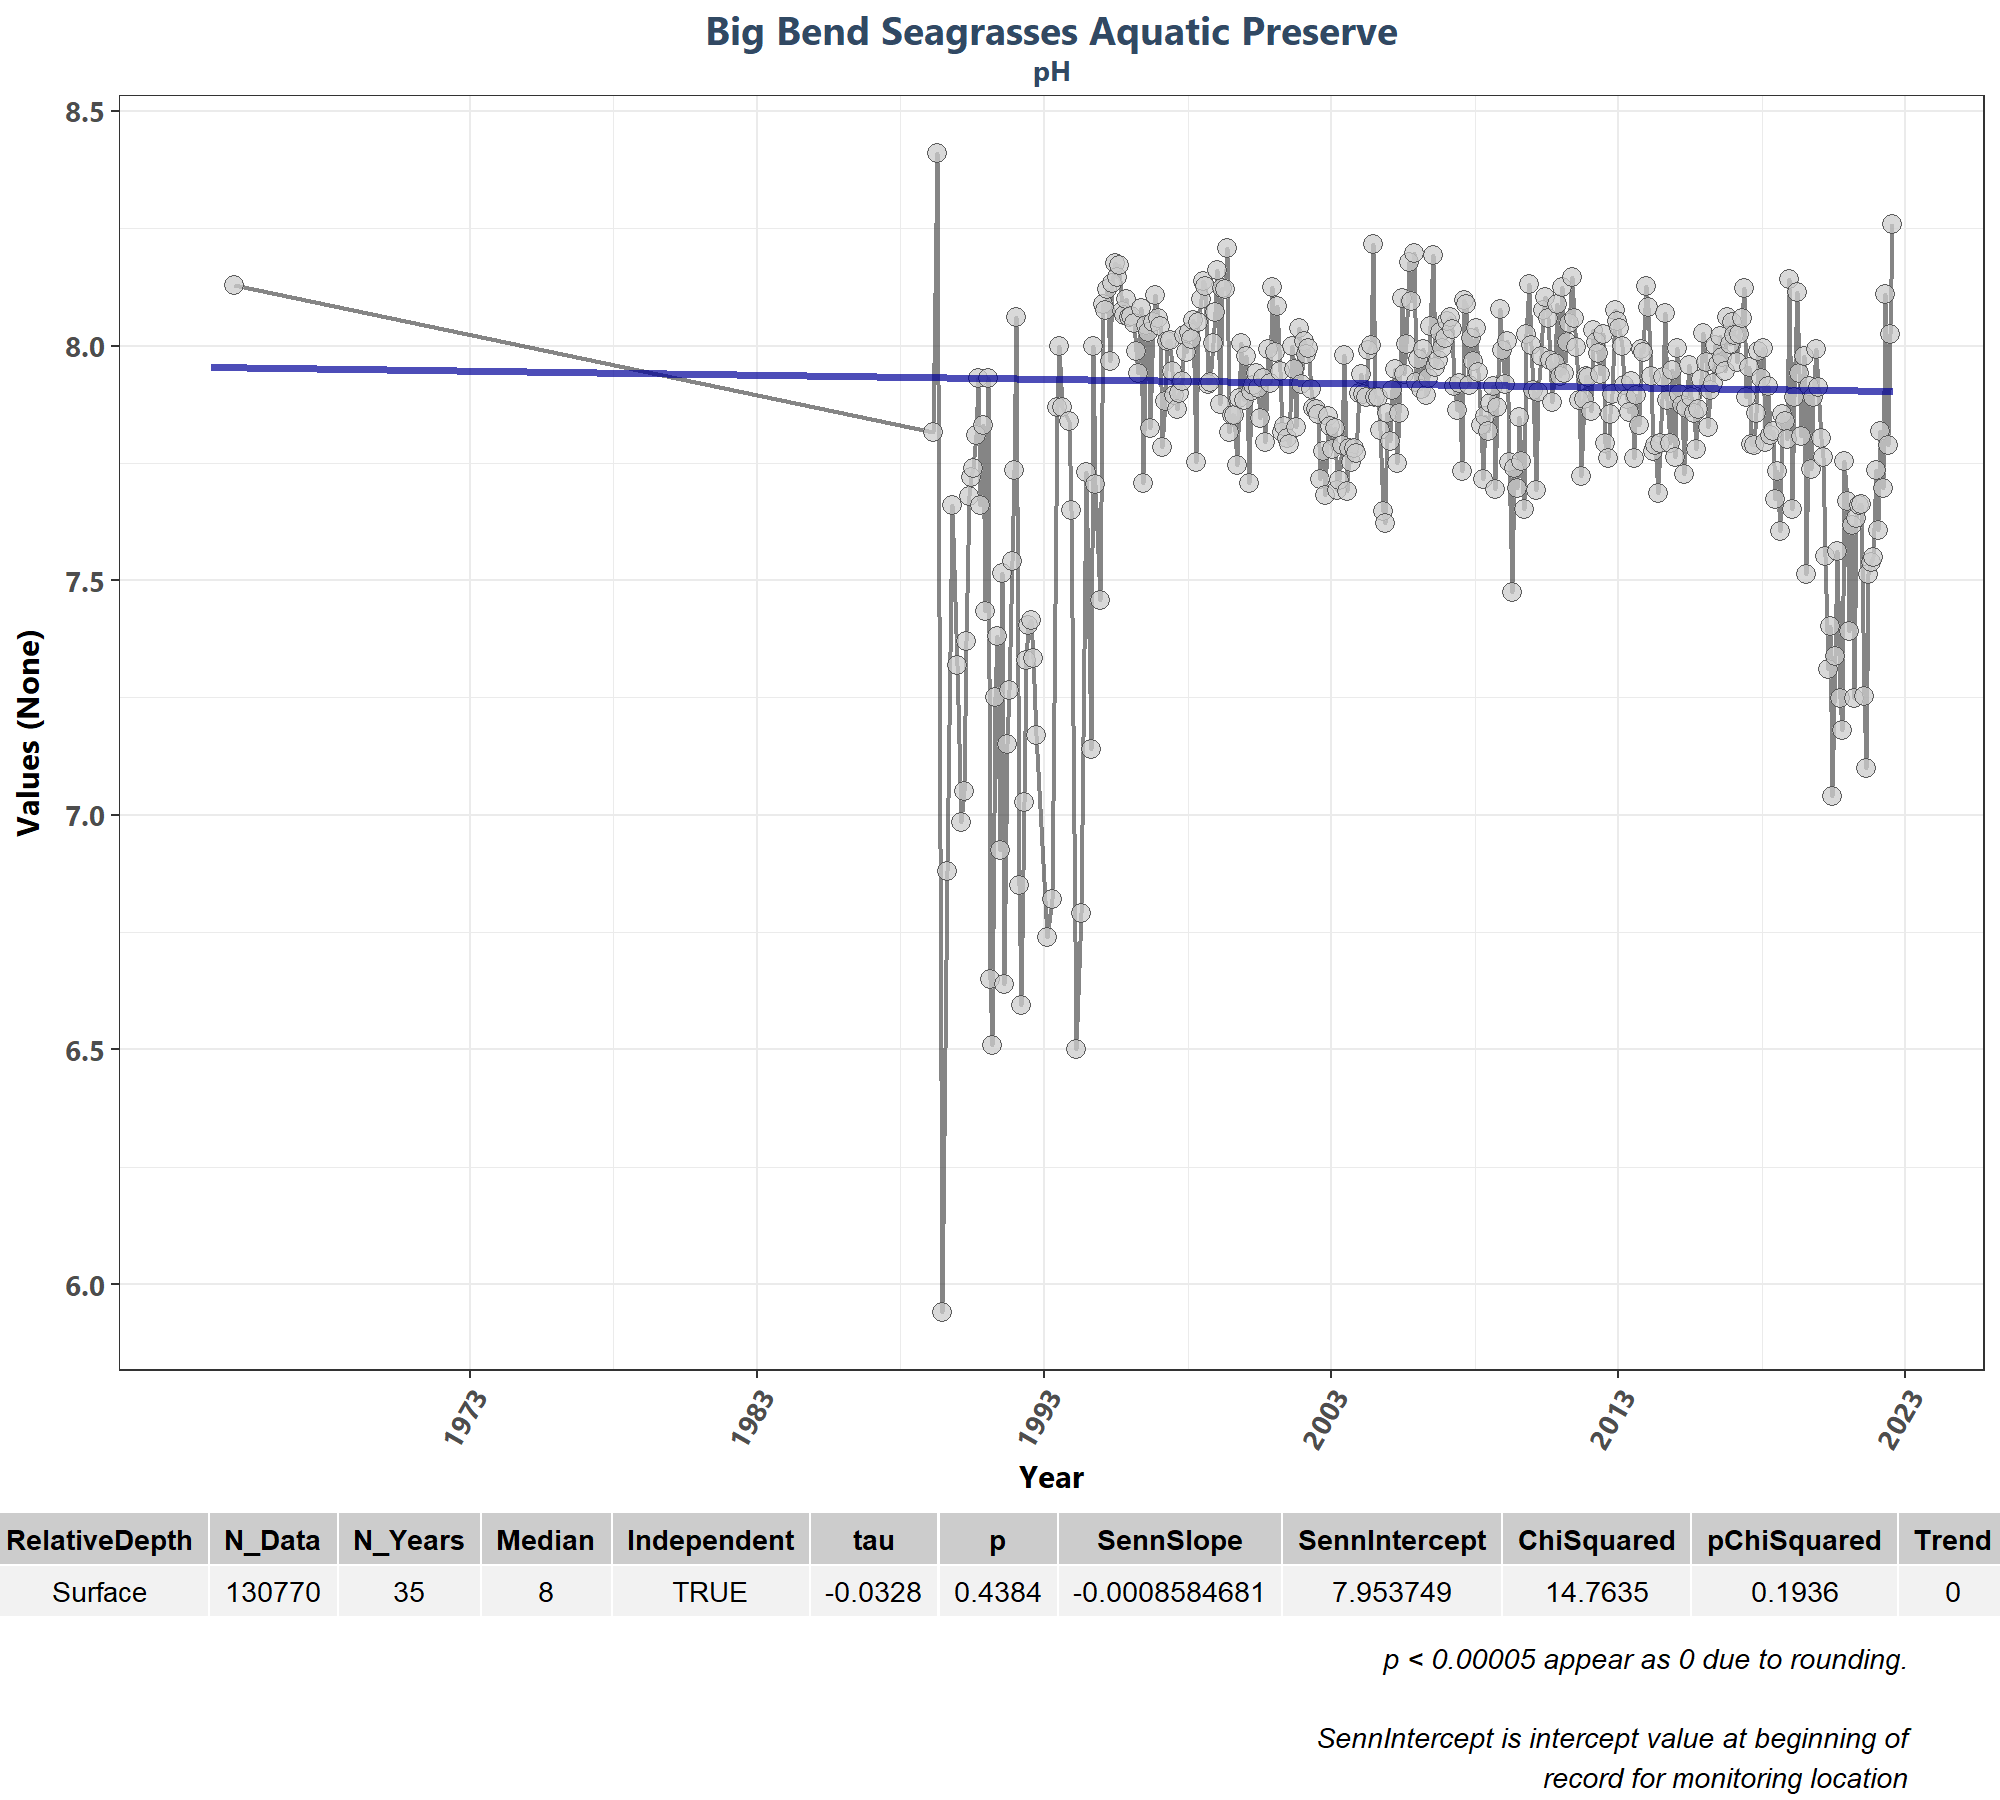 Big Bend Seagrasses Aquatic Preserve
pH
8.5
8.0
7.5
7.0
6.5
6.0
Values (None)
1973 1983 1993 2003 2013 2023
Year
RelativeDepth N_Data N_Years Median Independent tau p SennSlope SennIntercept ChiSquared pChiSquared Trend
Surface 130770 35 8 TRUE -0.0328 0.4384 -0.0008584681 7.953749 14.7635 0.1936 0
p < 0.00005 appear as 0 due to rounding.
SennIntercept is intercept value at beginning of
record for monitoring location